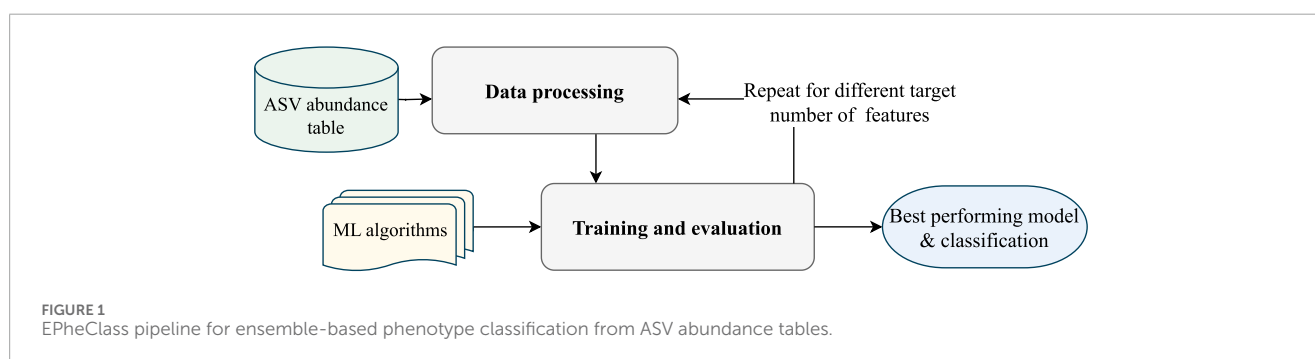 ASV abundance
table
Data processing
Repeat for different target
number of features
ML algorithms
Training and evaluation
Best performing model
& classification
FIGURE 1
EPheClass pipeline for ensemble-based phenotype classification from ASV abundance tables.